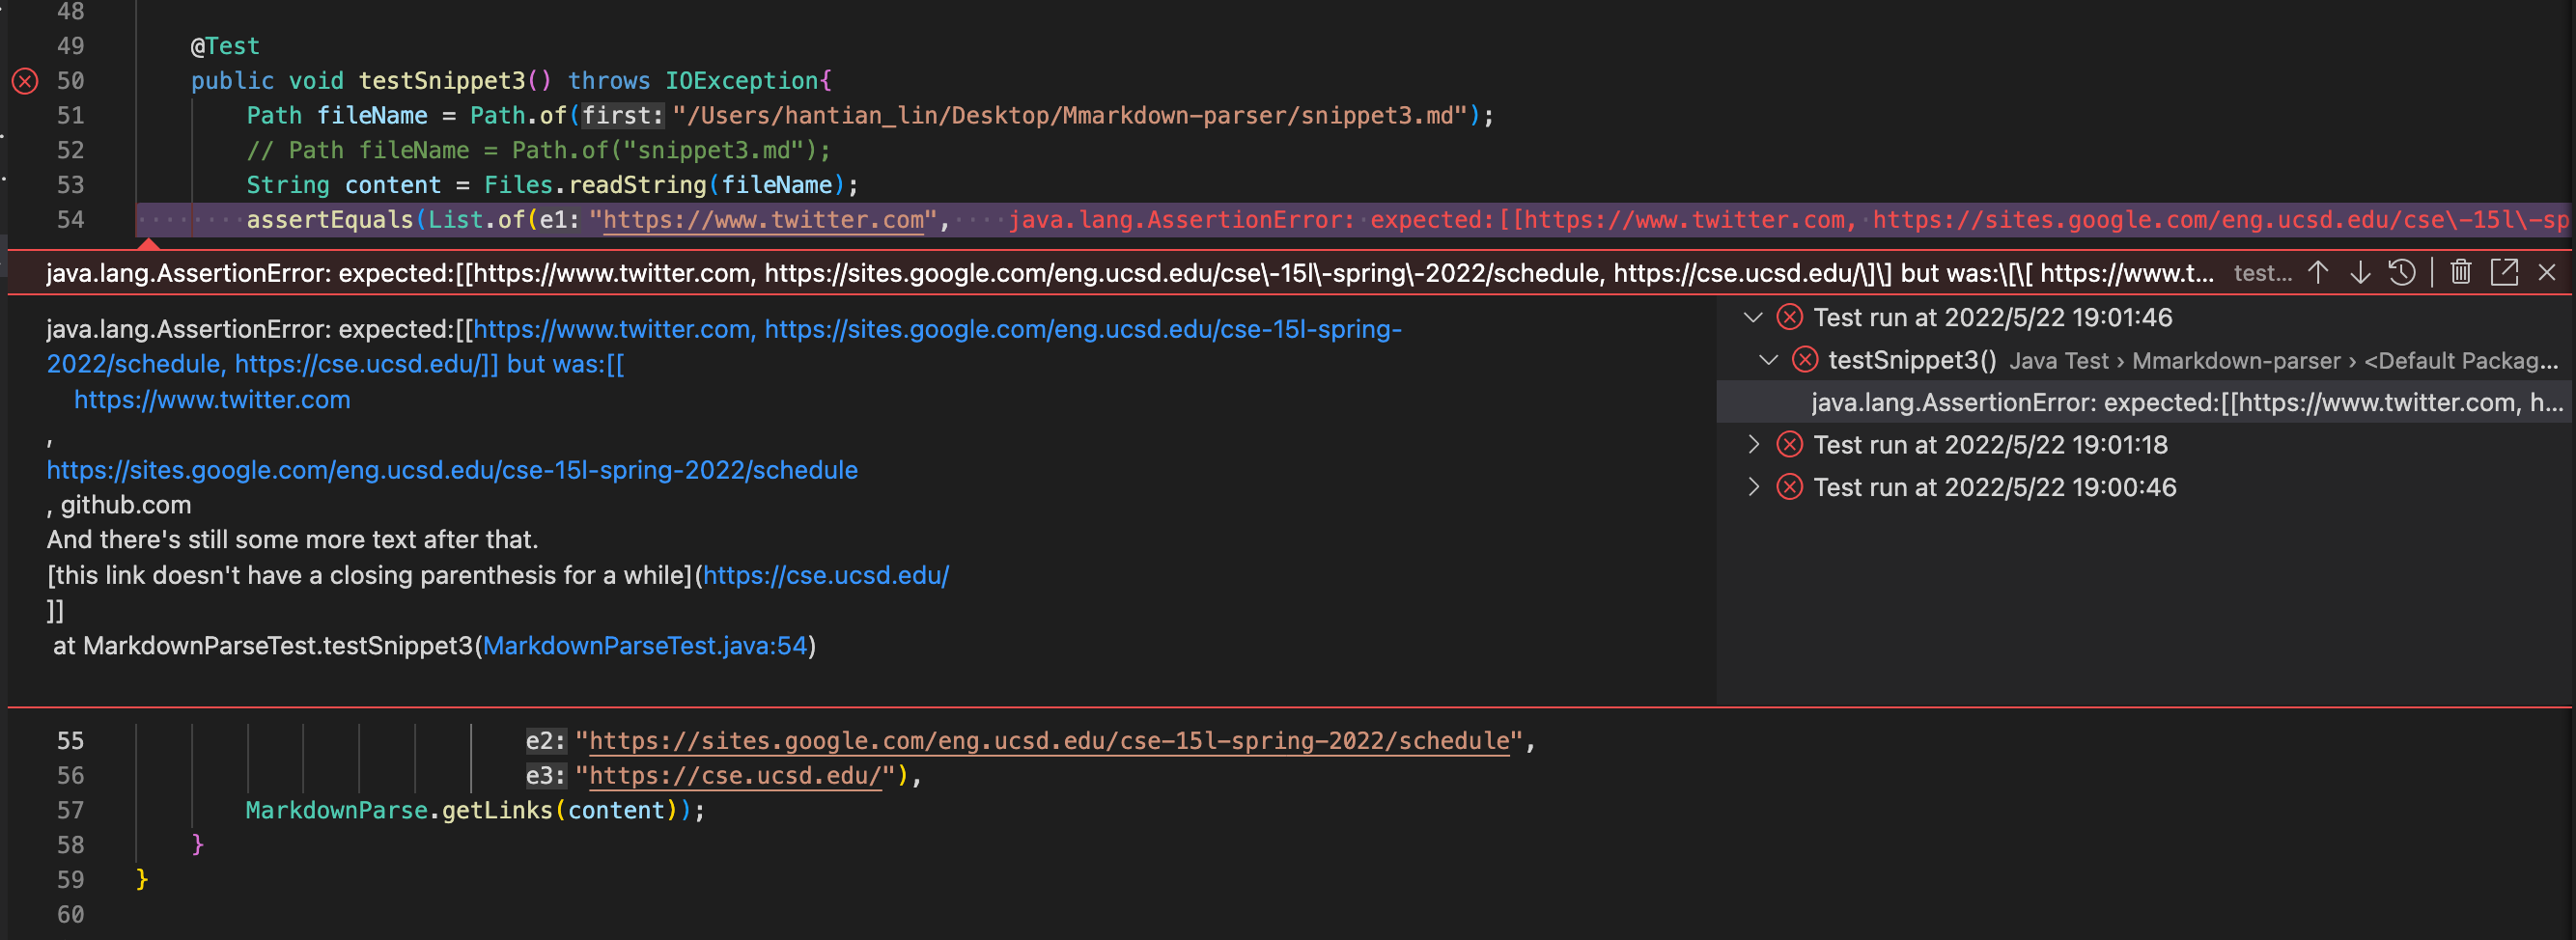 48
49 @Test
50 public void testSnippet3() throws IOException{
51 Path fileName = Path.of(first: "/Users/hantian_lin/Desktop/Mmarkdown-parser/snippet3.md");
52 // Path fileName = Path.of("snippet3.md");
53 String content = Files.readString(fileName);
54 assertEquals(List.of(e1: "https://www.twitter.com", java.lang.AssertionError: expected:[[https://www.twitter.com, https://sites.google.com/eng.ucsd.edu/cse\-15l\-sp
java.lang.AssertionError: expected:[[https://www.twitter.com, https://sites.google.com/eng.ucsd.edu/cse\-15l\-spring\-2022/schedule, https://cse.ucsd.edu/\]\] but was:\[\[ https://www.t... test...
java.lang.AssertionError: expected:[[https://www.twitter.com, https://sites.google.com/eng.ucsd.edu/cse-15l-spring-
2022/schedule, https://cse.ucsd.edu/]] but was:[[
https://www.twitter.com
,
https://sites.google.com/eng.ucsd.edu/cse-15l-spring-2022/schedule
, github.com
And there's still some more text after that.
[this link doesn't have a closing parenthesis for a while](https://cse.ucsd.edu/
]]
at MarkdownParseTest.testSnippet3(MarkdownParseTest.java:54)
Test run at 2022/5/22 19:01:46
testSnippet3() Java Test › Mmarkdown-parser › <Default Packag...
java.lang.AssertionError: expected:[[https://www.twitter.com, h...
Test run at 2022/5/22 19:01:18
Test run at 2022/5/22 19:00:46
55 e2: "https://sites.google.com/eng.ucsd.edu/cse-15l-spring-2022/schedule",
56 e3: "https://cse.ucsd.edu/"),
57 MarkdownParse.getLinks(content));
58 }
59 }
60